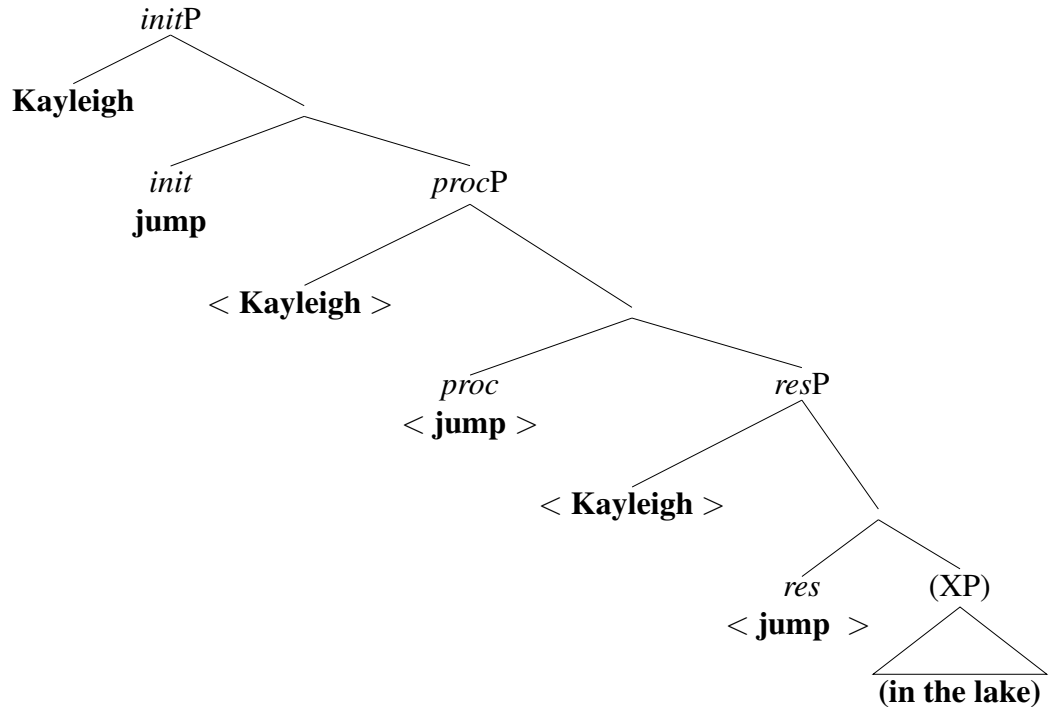 initP
Kayleigh
init
jump
procP
< Kayleigh >
proc
< jump >
resP
< Kayleigh >
res
< jump >
(XP)
(in the lake)